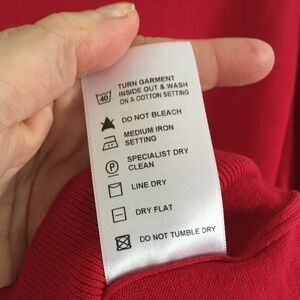 40
TURN GARMENT
INSIDE OUT & WASH
ON A COTTON SETTING
DO NOT BLEACH
MEDIUM IRON
SETTING
P
SPECIALIST DRY
CLEAN
LINE DRY
DRY FLAT
DO NOT TUMBLE DRY